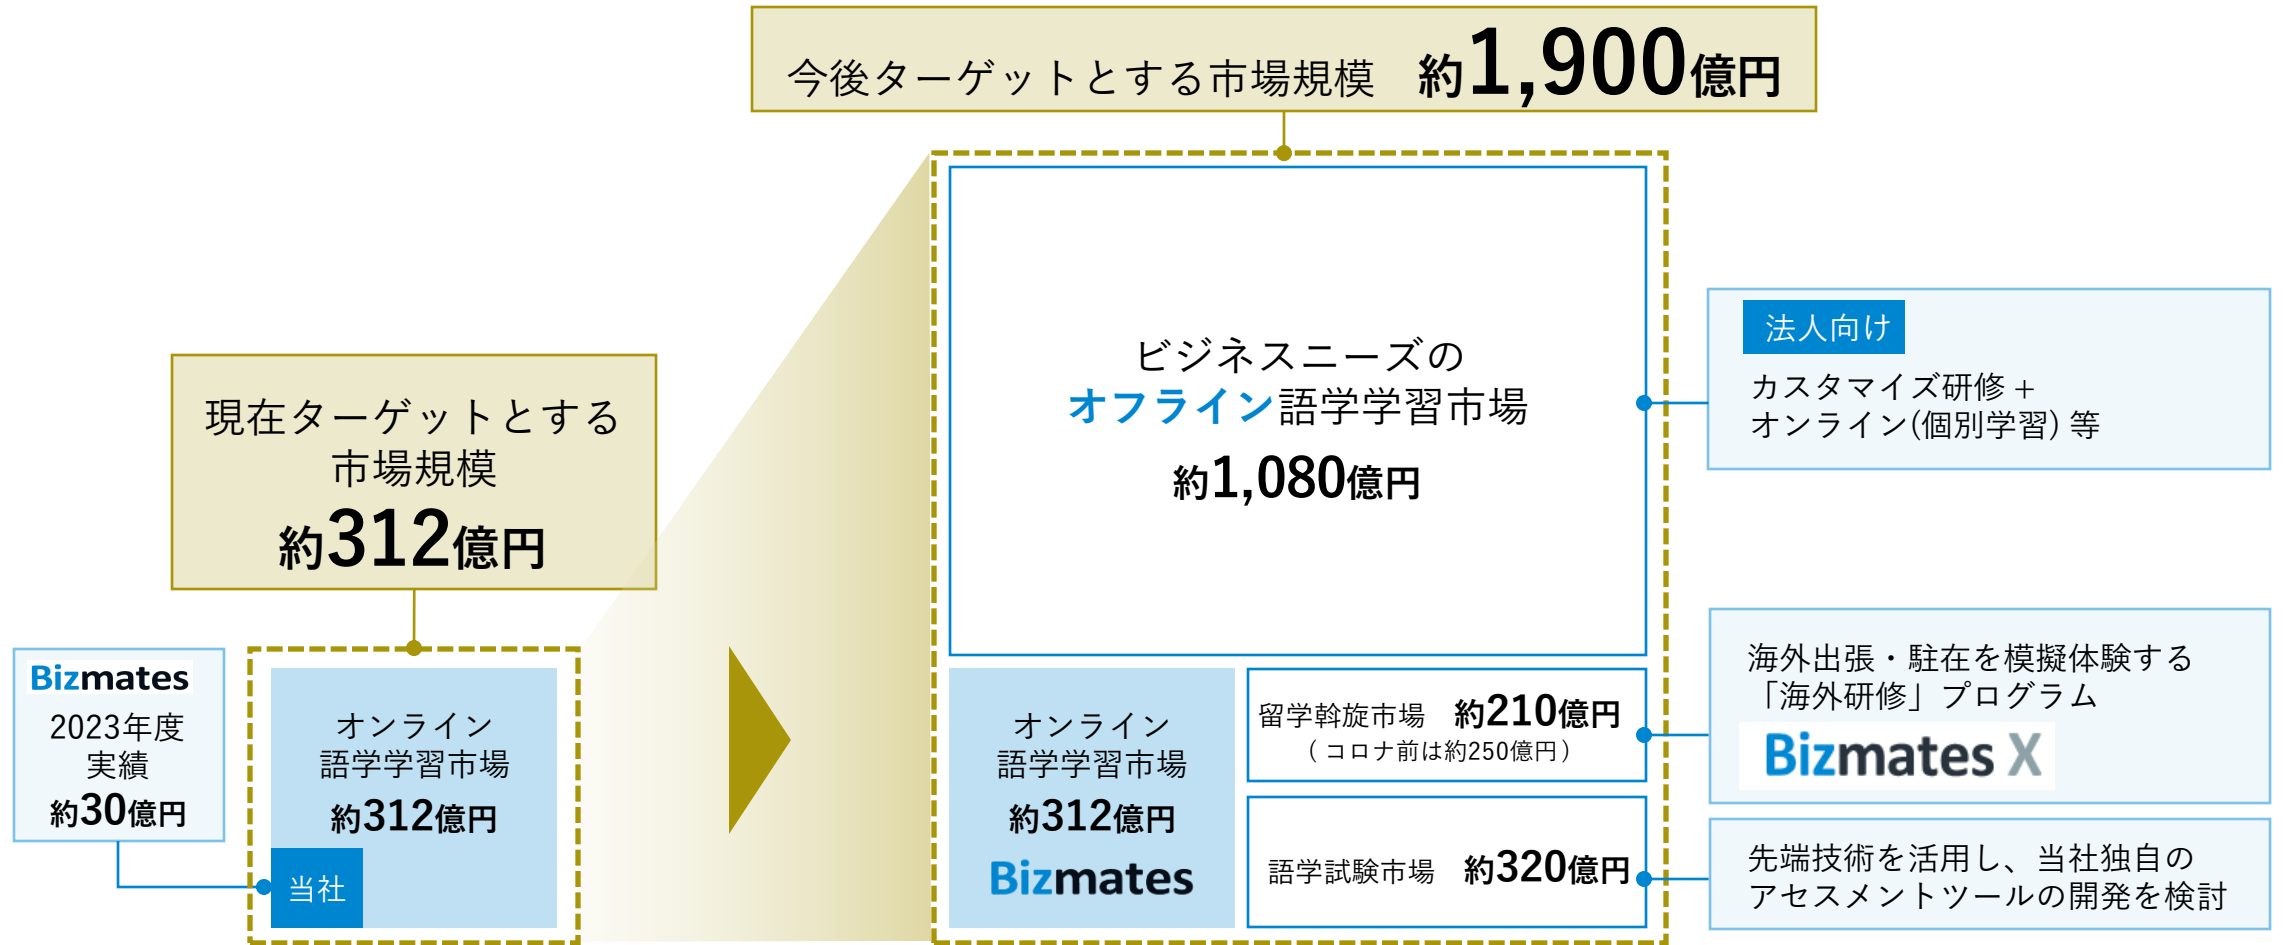 今後ターゲットとする市場規模 約1,900億円
現在ターゲットとする
市場規模
約312億円
Bizmates
2023年度
実績
約30億円
オンライン
語学学習市場
約312億円
当社
ビジネスニーズの
オフライン語学学習市場
約1,080億円
オンライン
語学学習市場
約312億円
Bizmates
留学斡旋市場 約210億円
( コロナ前は約250億円 )
語学試験市場 約320億円
法人向け
カスタマイズ研修 +
オンライン(個別学習) 等
海外出張・駐在を模擬体験する
「海外研修」プログラム
Bizmates X
先端技術を活用し、当社独自の
アセスメントツールの開発を検討